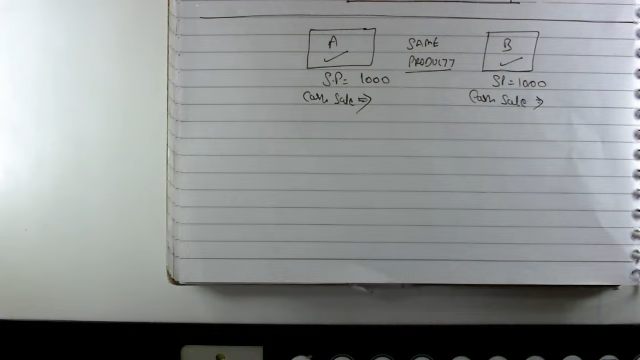 A SAME B
PRODUCT
S.P= 1000 SP=1000
Cash Sale ⇒ Cash Sale ⇒